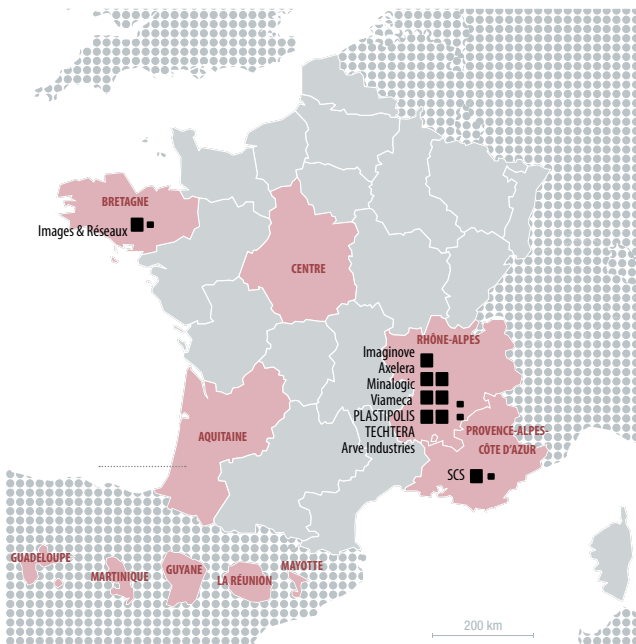 BRETAGNE
Images & Réseaux
CENTRE
RHÔNE-ALPES
Imaginove
Axelera
Minalogic
Viameca
PLASTIPOLIS
TECHTERA
Arve Industries
PROVENCE-ALPES-
CÔTE D'AZUR
AQUITAINE
SCS
GUADELOUPE
MARTINIQUE
GUYANE
LA RÉUNION
MAYOTTE
200 km